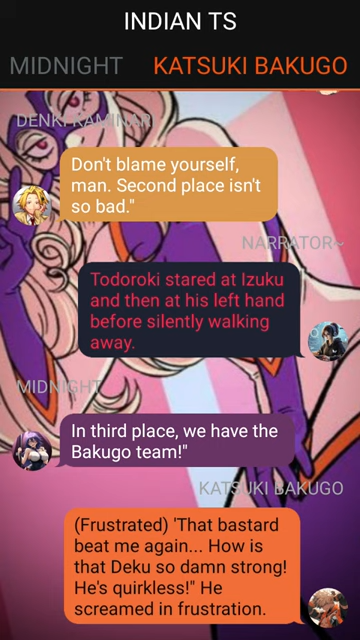 INDIAN TS
MIDNIGHT
KATSUKI BAKUGO
DENKI KAMINARI
Don't blame yourself,
man. Second place isn't
so bad."
NARRATOR~
Todoroki stared at Izuku
and then at his left hand
before silently walking
away.
MIDNIGHT
In third place, we have the
Bakugo team!"
KATSUKI BAKUGO
(Frustrated) 'That bastard
beat me again... How is
that Deku so damn strong!
He's quirkless!" He
screamed in frustration.